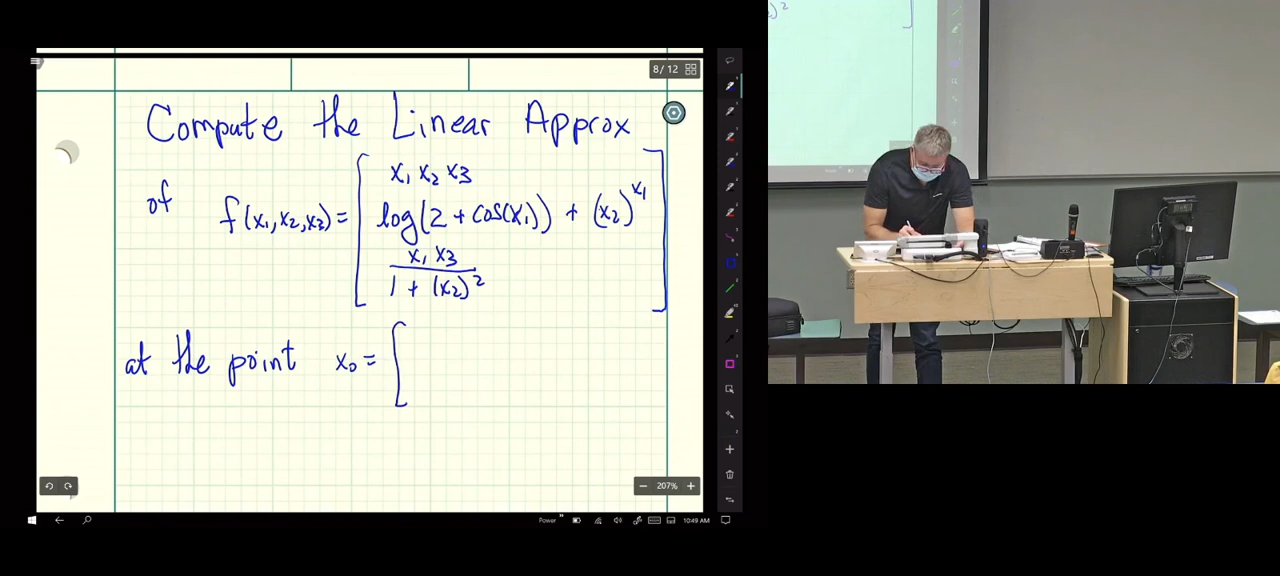 8/12
Compute the Linear Approx
of f(x₁,x₂,x₃) = [ x₁ x₂ x₃
log(2 + cos(x₁)) + (x₂)^x₁
x₁ x₃
1 + (x₂)² ]
at the point x₀ = [
207%
Power
10:49 AM